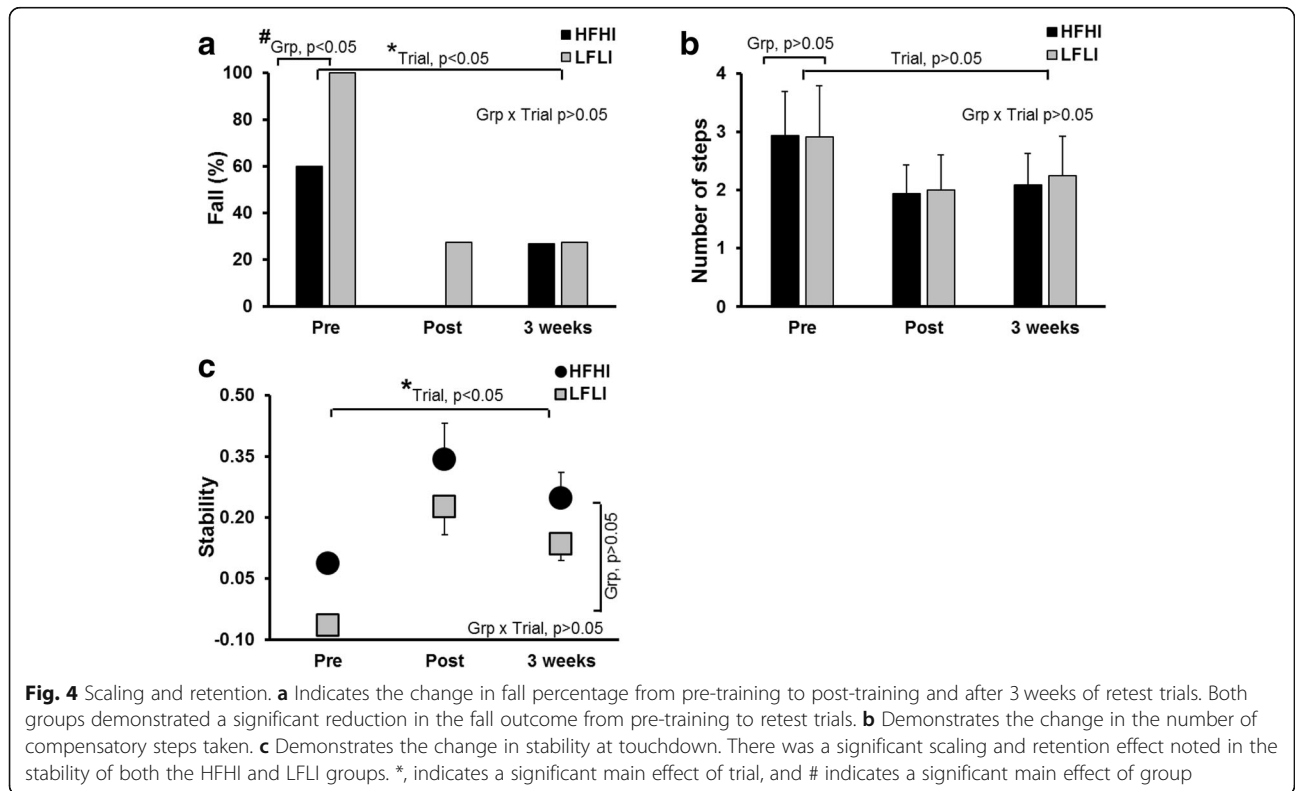 a
#Grp, p<0.05
*Trial, p<0.05
HFHI
LFLI
Grp x Trial p>0.05
Fall (%)
100
80
60
40
20
0
Pre Post 3 weeks
b
Grp, p>0.05
Trial, p>0.05
HFHI
LFLI
Grp x Trial p>0.05
Number of steps
4
3
2
1
0
Pre Post 3 weeks
c
*Trial, p<0.05
HFHI
LFLI
Stability
0.50
0.35
0.20
0.05
-0.10
Grp, p>0.05
Grp x Trial, p>0.05
Pre Post 3 weeks
Fig. 4 Scaling and retention. a Indicates the change in fall percentage from pre-training to post-training and after 3 weeks of retest trials. Both
groups demonstrated a significant reduction in the fall outcome from pre-training to retest trials. b Demonstrates the change in the number of
compensatory steps taken. c Demonstrates the change in stability at touchdown. There was a significant scaling and retention effect noted in the
stability of both the HFHI and LFLI groups. *, indicates a significant main effect of trial, and # indicates a significant main effect of group